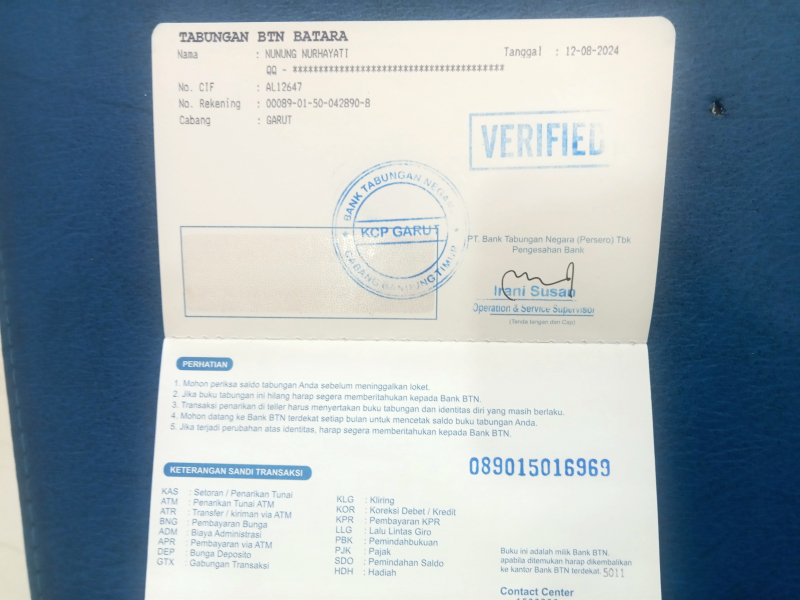 TABUNGAN BTN BATARA
Nama : NUNUNG NURHAYATI
Tanggal : 12-08-2024
QQ - ****************************************
No. CIF : AL12647
No. Rekening : 00089-01-50-042890-8
Cabang : GARUT
VERIFIED
BANK TABUNGAN NEGARA
KCP GARUT
CABANG BANDUNG TIMUR
PT. Bank Tabungan Negara (Persero) Tbk
Pengesahan Bank
Irani Susan
Operation & Service Supervisor
(Tanda tangan dan Cap)
PERHATIAN
1. Mohon periksa saldo tabungan Anda sebelum meninggalkan loket.
2. Jika buku tabungan ini hilang harap segera memberitahukan kepada Bank BTN.
3. Transaksi penarikan di teller harus menyertakan buku tabungan dan identitas diri yang masih berlaku.
4. Mohon datang ke Bank BTN terdekat setiap bulan untuk mencetak saldo buku tabungan Anda.
5. Jika terjadi perubahan atas identitas, harap segera memberitahukan kepada Bank BTN.
089015016969
KETERANGAN SANDI TRANSAKSI
KAS : Setoran / Penarikan Tunai
ATM : Penarikan Tunai ATM
ATR : Transfer / kiriman via ATM
BNG : Pembayaran Bunga
ADM : Biaya Administrasi
APR : Pembayaran via ATM
DEP : Bunga Deposito
GTX : Gabungan Transaksi
KLG : Kliring
KOR : Koreksi Debet / Kredit
KPR : Pembayaran KPR
LLG : Lalu Lintas Giro
PBK : Pemindahbukuan
PJK : Pajak
SDO : Pemindahan Saldo
HDH : Hadiah
Buku ini adalah milik Bank BTN.
apabila ditemukan harap dikembalikan
ke kantor Bank BTN terdekat. 5011
Contact Center